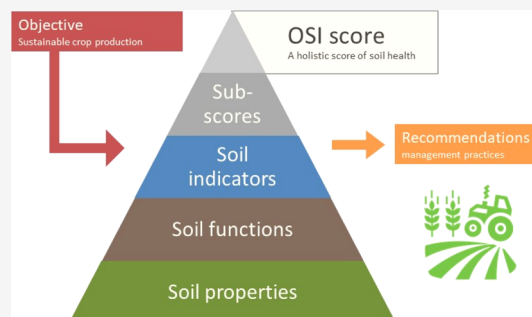 Objective
Sustainable crop production
OSI score
A holistic score of soil health
Sub-
scores
Soil
indicators
Recommendations
management practices
Soil functions
Soil properties